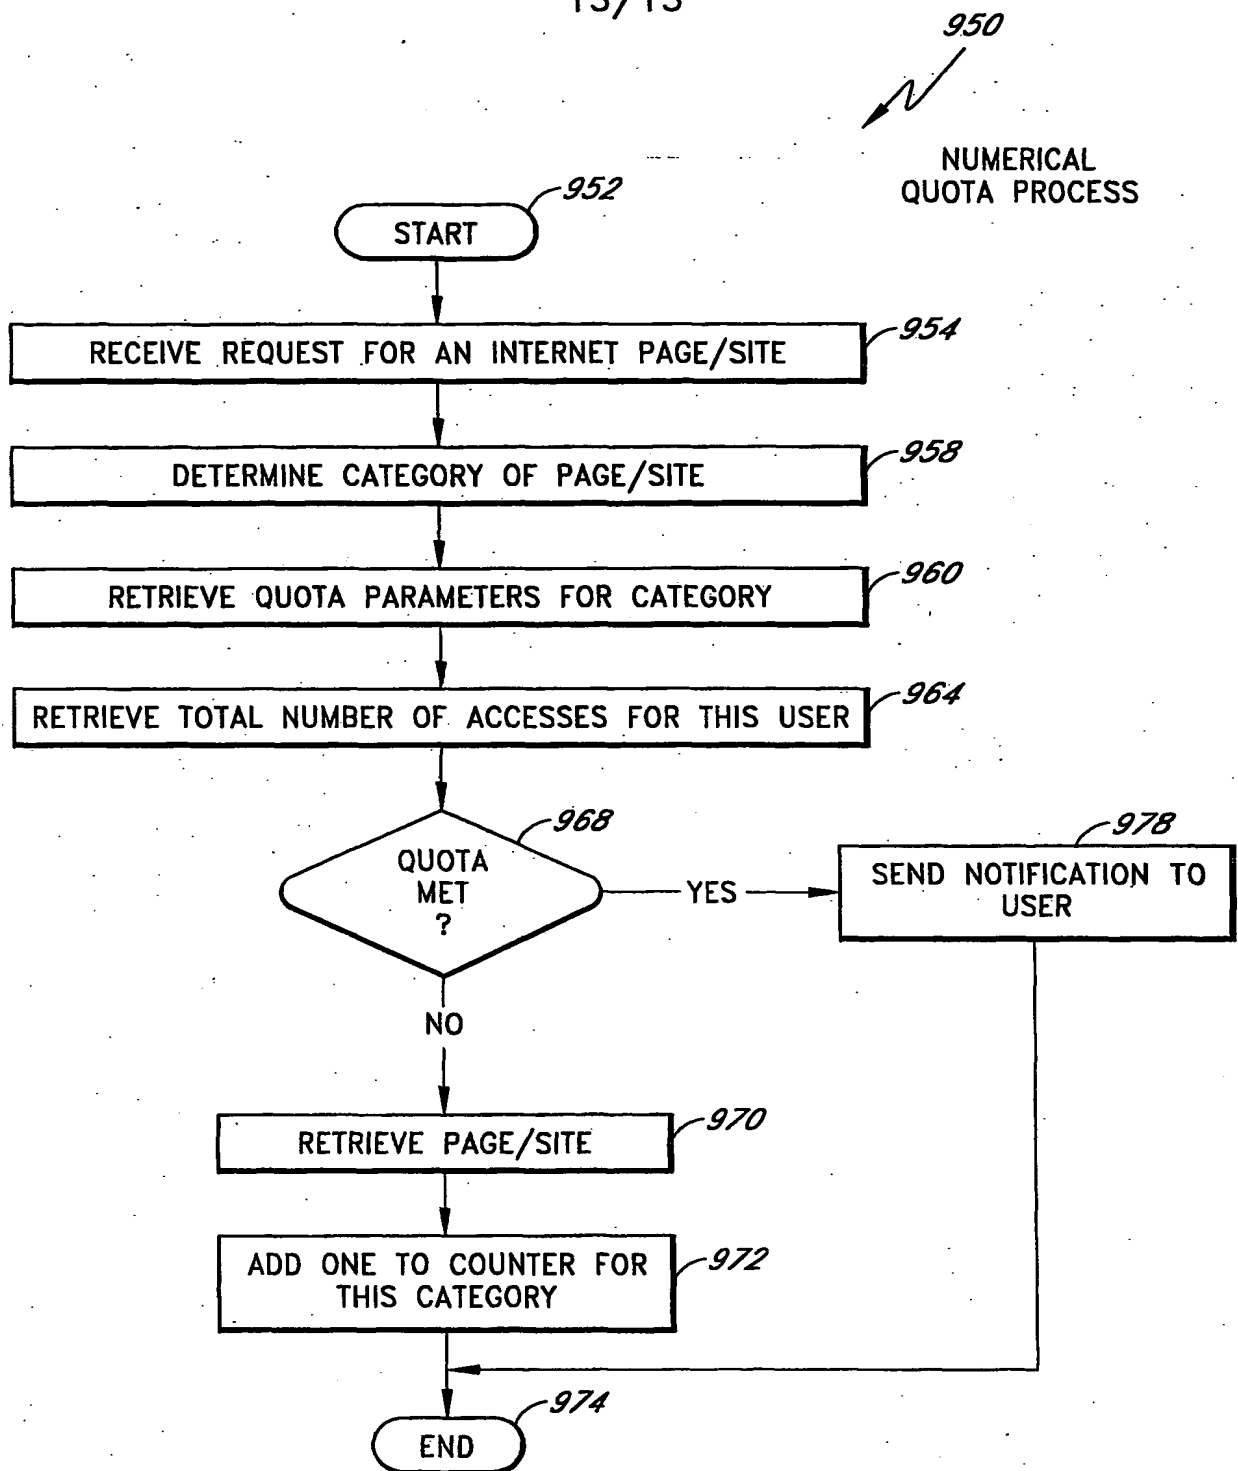 950
NUMERICAL
QUOTA PROCESS
952
START
954
RECEIVE REQUEST FOR AN INTERNET PAGE/SITE
958
DETERMINE CATEGORY OF PAGE/SITE
960
RETRIEVE QUOTA PARAMETERS FOR CATEGORY
964
RETRIEVE TOTAL NUMBER OF ACCESSES FOR THIS USER
968
QUOTA
MET
?
YES
978
SEND NOTIFICATION TO
USER
NO
970
RETRIEVE PAGE/SITE
972
ADD ONE TO COUNTER FOR
THIS CATEGORY
974
END